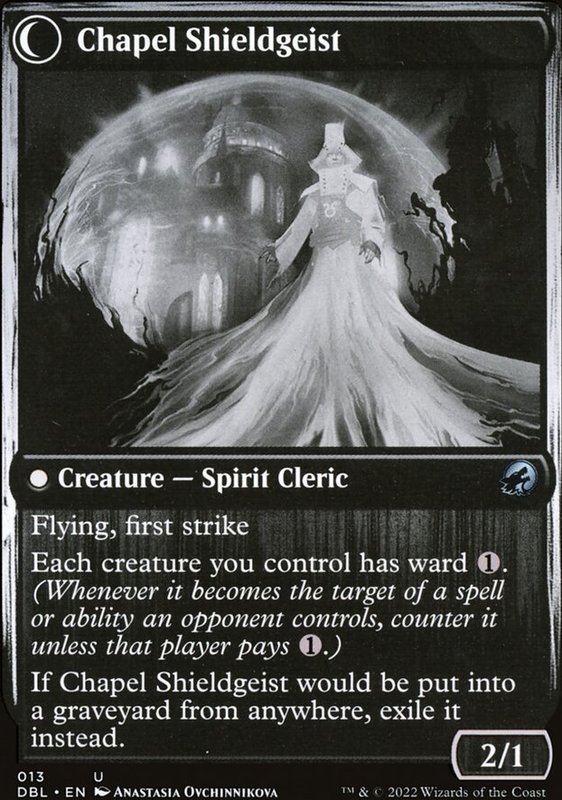 Chapel Shieldgeist
Creature — Spirit Cleric
Flying, first strike
Each creature you control has ward 1.
(Whenever it becomes the target of a spell
or ability an opponent controls, counter it
unless that player pays 1.)
If Chapel Shieldgeist would be put into
a graveyard from anywhere, exile it
instead.
2/1
013 U
DBL • EN Anastasia Ovchinnikova
™ & © 2022 Wizards of the Coast